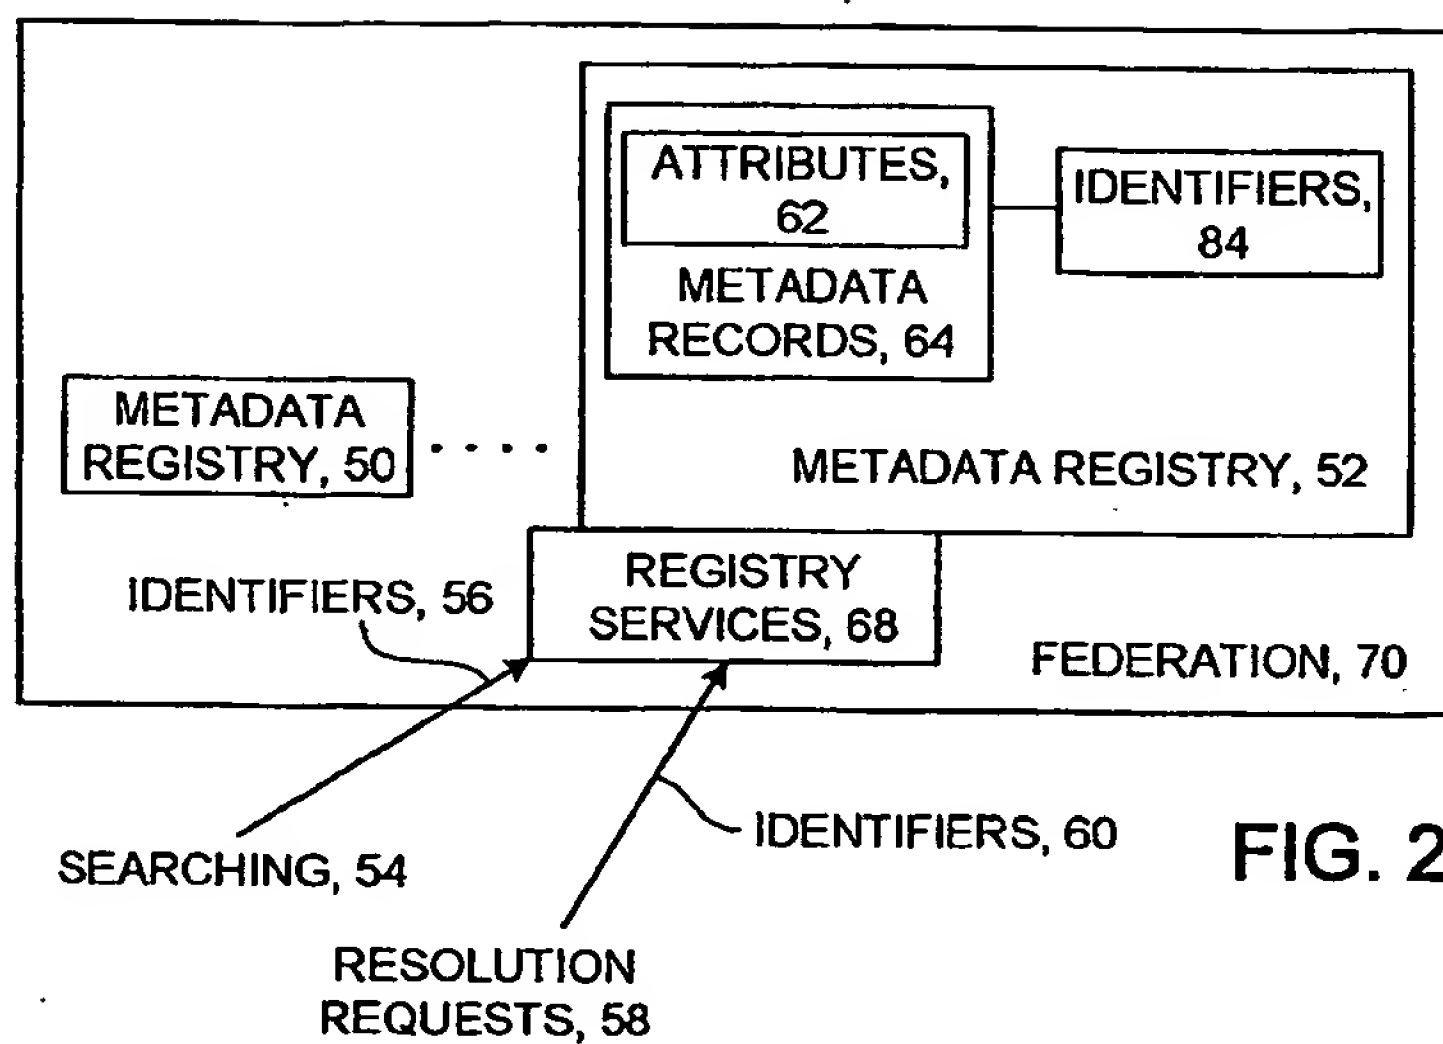 ATTRIBUTES,
62
IDENTIFIERS,
84
METADATA
RECORDS, 64
METADATA
REGISTRY, 50
METADATA REGISTRY, 52
IDENTIFIERS, 56
REGISTRY
SERVICES, 68
FEDERATION, 70
SEARCHING, 54
IDENTIFIERS, 60
FIG. 2
RESOLUTION
REQUESTS, 58